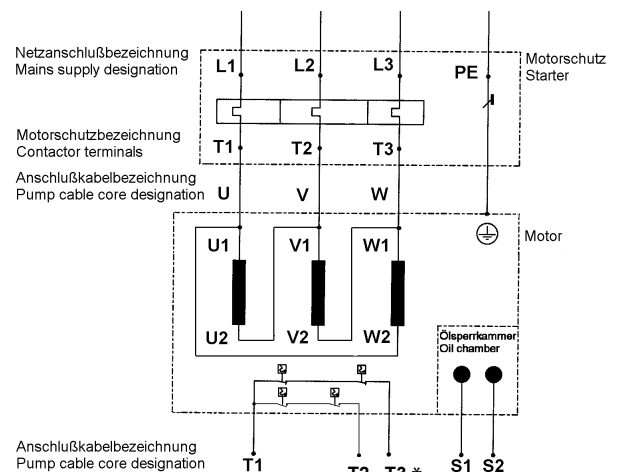 Netzanschlußbezeichnung
Mains supply designation
L1 L2 L3 PE
Motorschutz
Starter
Motorschutzbezeichnung
Contactor terminals
T1 T2 T3
Anschlußkabelbezeichnung
Pump cable core designation
U V W
Motor
U1 V1 W1
U2 V2 W2
Ölsperrkammer
Oil chamber
Anschlußkabelbezeichnung
Pump cable core designation
T1 T2 T3 * S1 S2